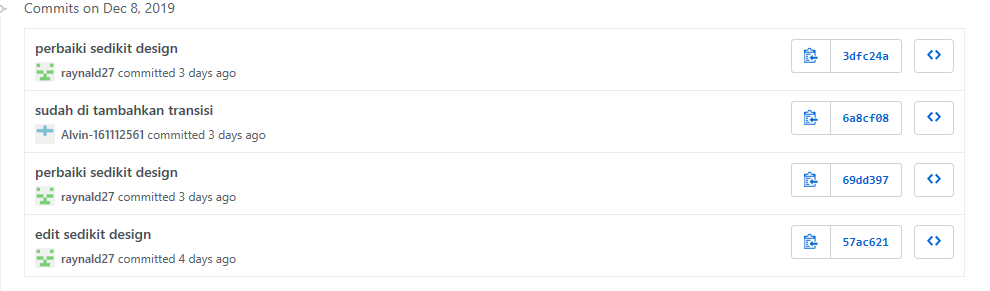 Commits on Dec 8, 2019
perbaiki sedikit design
3dfc24a
raynald27 committed 3 days ago
sudah di tambahkan transisi
6a8cf08
Alvin-161112561 committed 3 days ago
perbaiki sedikit design
69dd397
raynald27 committed 3 days ago
edit sedikit design
57ac621
raynald27 committed 4 days ago